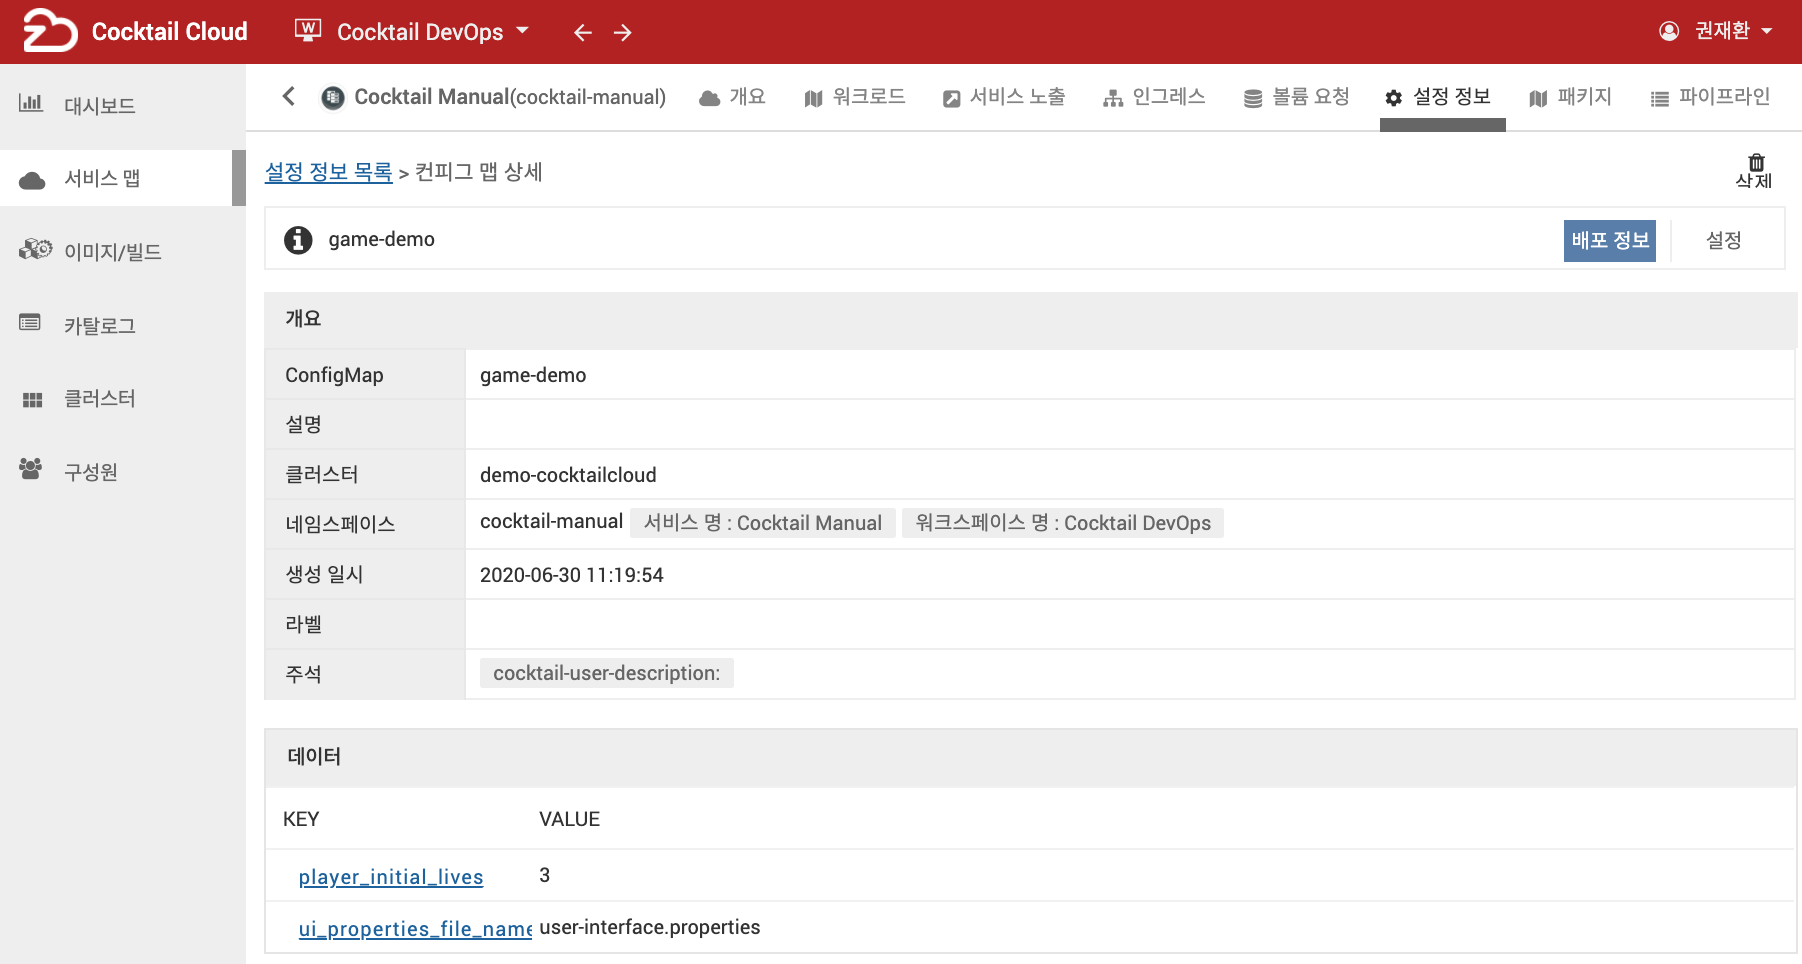 Cocktail Cloud
W Cocktail DevOps
권재환
대시보드
서비스 맵
이미지/빌드
카탈로그
클러스터
구성원
Cocktail Manual(cocktail-manual)
개요
워크로드
서비스 노출
인그레스
볼륨 요청
설정 정보
패키지
파이프라인
설정 정보 목록 > 컨피그 맵 상세
삭제
game-demo
배포 정보
설정
개요
ConfigMap game-demo
설명
클러스터 demo-cocktailcloud
네임스페이스 cocktail-manual 서비스 명 : Cocktail Manual 워크스페이스 명 : Cocktail DevOps
생성 일시 2020-06-30 11:19:54
라벨
주석 cocktail-user-description:
데이터
KEY VALUE
player_initial_lives 3
ui_properties_file_name user-interface.properties